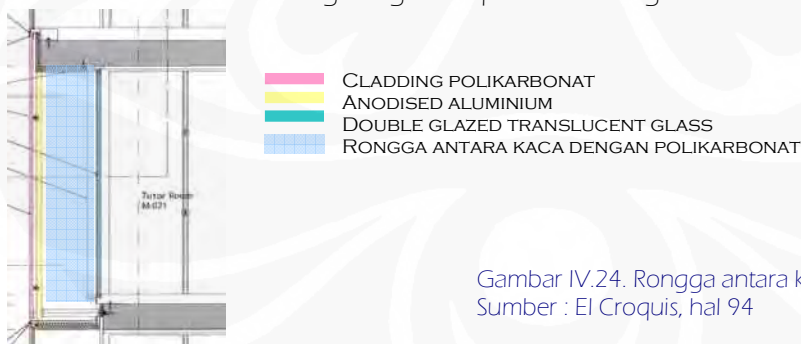 CLADDING POLIKARBONAT
ANODISED ALUMINIUM
DOUBLE GLAZED TRANSLUCENT GLASS
RONGGA ANTARA KACA DENGAN POLIKARBONAT
Tutor Room
M-021
Gambar IV.24. Rongga antara k
Sumber : El Croquis, hal 94